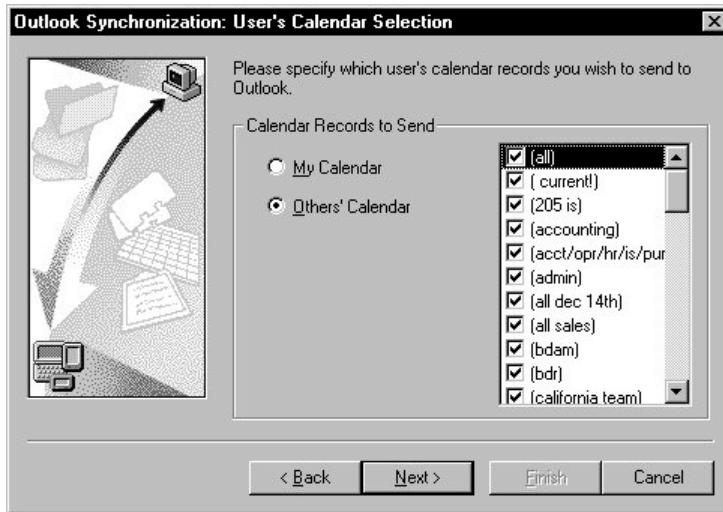 Outlook Synchronization: User's Calendar Selection
Please specify which user's calendar records you wish to send to
Outlook.
Calendar Records to Send
My Calendar
Others' Calendar
(all)
( current!)
(205 is)
(accounting)
(acct/opr/hr/is/pur
(admin)
(all dec 14th)
(all sales)
(bdam)
(bdr)
(california team)
< Back
Next >
Finish
Cancel